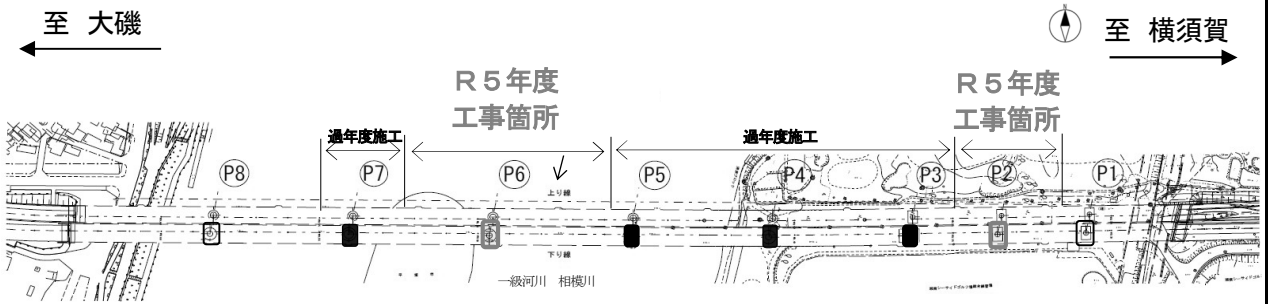 至 大磯
N
至 横須賀
R5年度
工事箇所
R5年度
工事箇所
過年度施工
過年度施工
P8
P7
P6
P5
P4
P3
P2
P1
上り線
下り線
一級河川 相模川